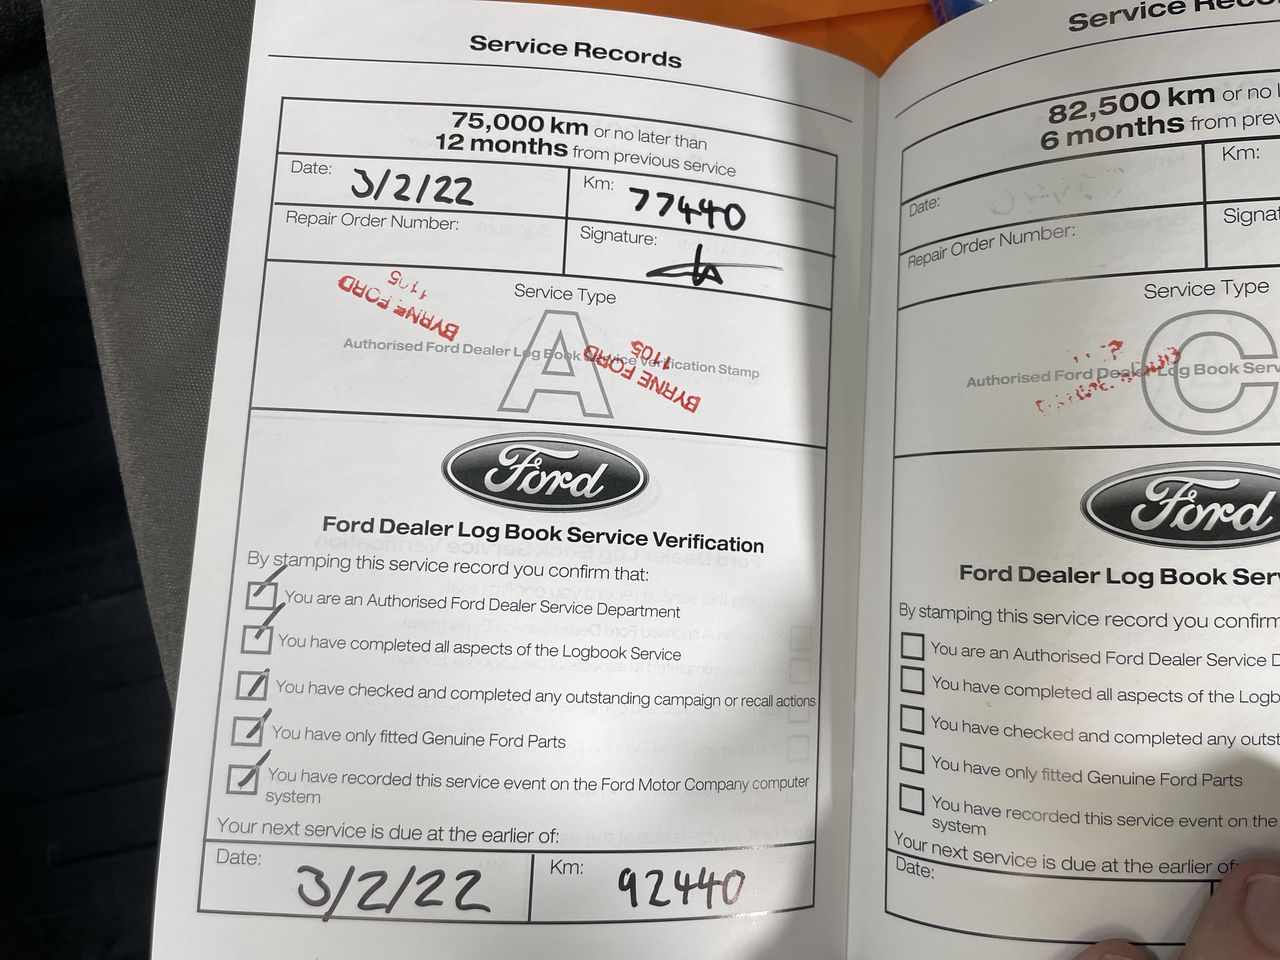 Service Records
75,000 km or no later than
12 months from previous service
Date: 3/2/22
Km: 77440
Repair Order Number:
Signature:
Service Type
BYRNE FORD
1105
Authorised Ford Dealer Log Book Service Verification Stamp
A
BYRNE FORD
1105
Ford
Ford Dealer Log Book Service Verification
By stamping this service record you confirm that:
You are an Authorised Ford Dealer Service Department
You have completed all aspects of the Logbook Service
You have checked and completed any outstanding campaign or recall actions
You have only fitted Genuine Ford Parts
You have recorded this service event on the Ford Motor Company computer
system
Your next service is due at the earlier of:
Date: 3/2/22
Km: 92440
Service
82,500 km or no
6 months from
Km:
Date:
Repair Order Number:
Service Type
Authorised Ford Dealer Log Book
C
Ford
Ford Dealer Log Book
By stamping this service record you confirm
You are an Authorised Ford Dealer Service
You have completed all aspects of the
You have checked and completed any
You have only fitted Genuine Ford Parts
You have recorded this service event on the
system
Your next service is due at the earlier of:
Date: